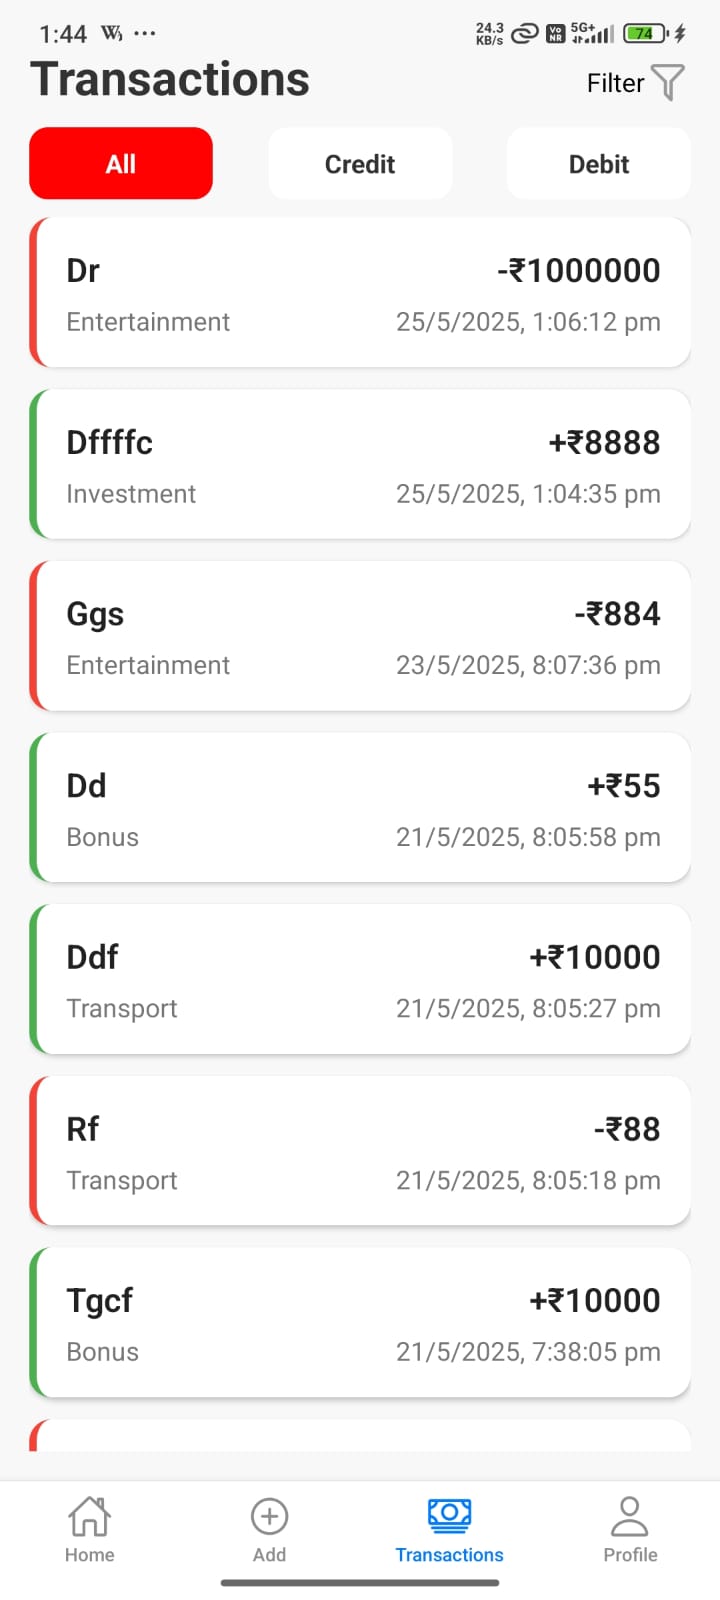 1:44 24.3 KB/s Vo NR 5G+ 74
Transactions
Filter
All Credit Debit
Dr -₹1000000
Entertainment 25/5/2025, 1:06:12 pm
Dffffc +₹8888
Investment 25/5/2025, 1:04:35 pm
Ggs -₹884
Entertainment 23/5/2025, 8:07:36 pm
Dd +₹55
Bonus 21/5/2025, 8:05:58 pm
Ddf +₹10000
Transport 21/5/2025, 8:05:27 pm
Rf -₹88
Transport 21/5/2025, 8:05:18 pm
Tgcf +₹10000
Bonus 21/5/2025, 7:38:05 pm
Home Add Transactions Profile